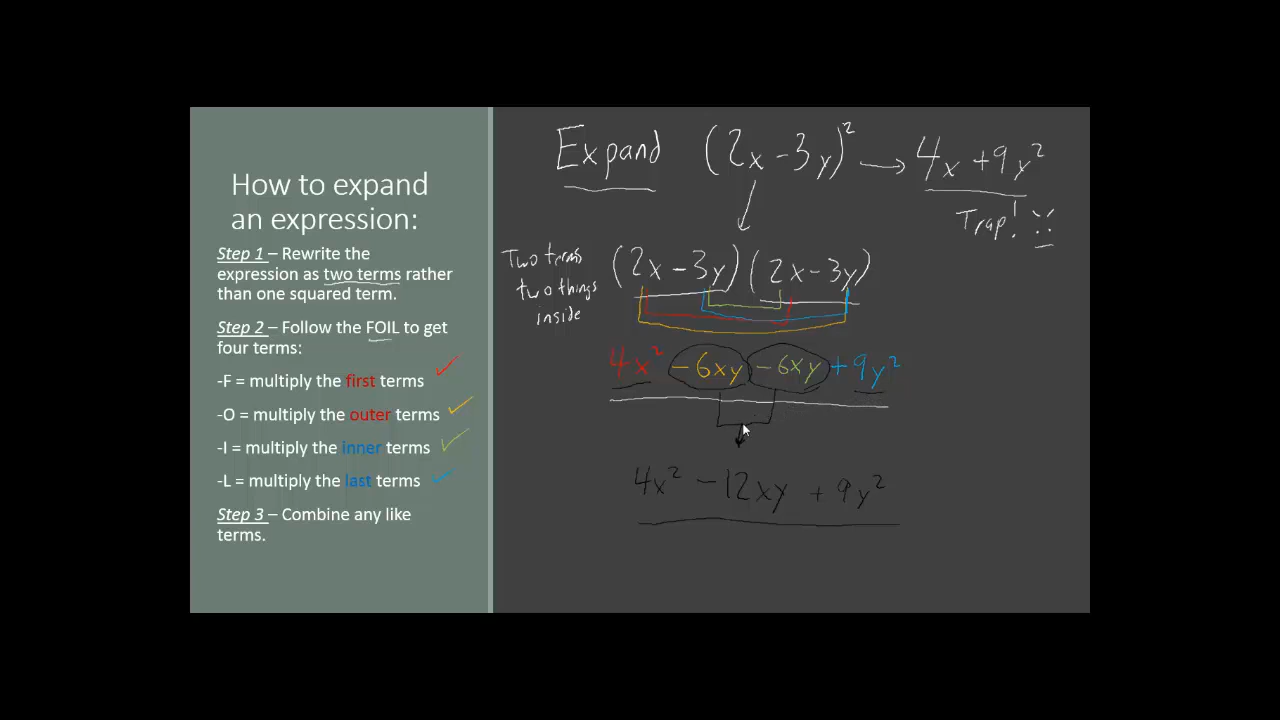 How to expand
an expression:
Step 1 – Rewrite the
expression as two terms rather
than one squared term.
Step 2 – Follow the FOIL to get
four terms:
-F = multiply the first terms
-O = multiply the outer terms
-I = multiply the inner terms
-L = multiply the last terms
Step 3 – Combine any like
terms.
Expand (2x - 3y)² → 4x + 9y²
Trap!
Two terms
two things
inside
(2x - 3y)(2x - 3y)
4x² - 6xy - 6xy + 9y²
4x² - 12xy + 9y²